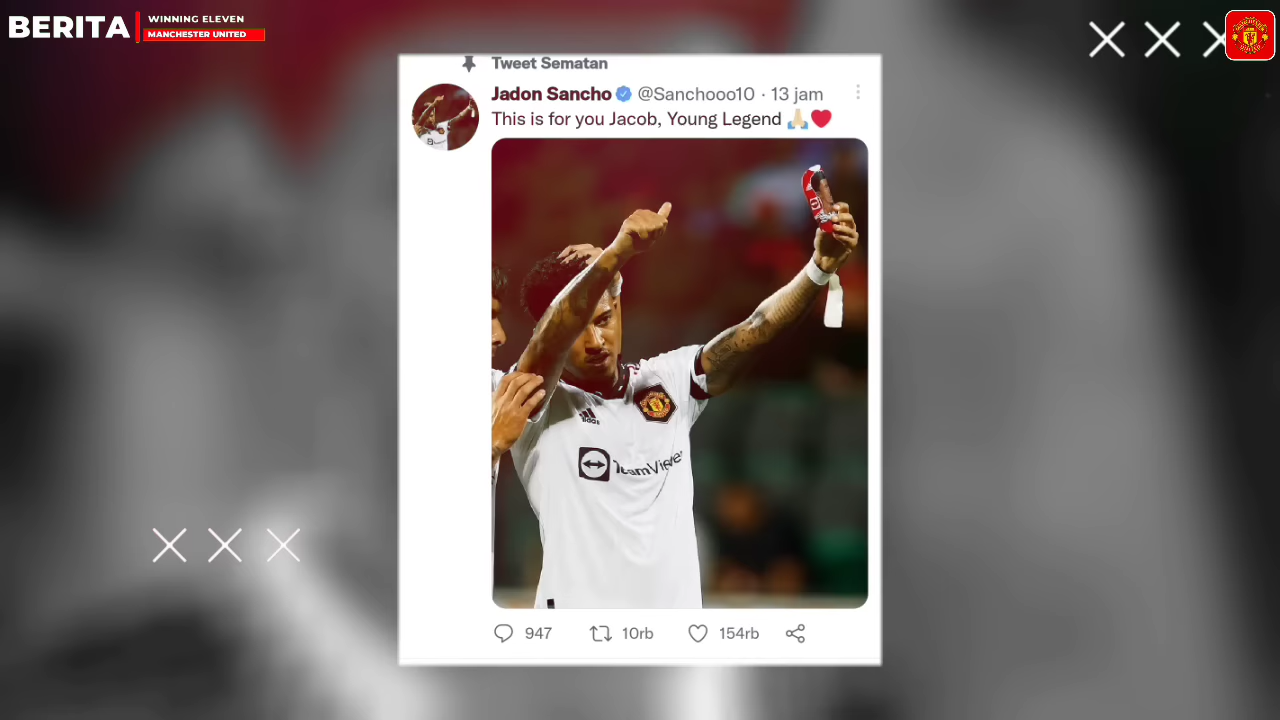 BERITA
WINNING ELEVEN
MANCHESTER UNITED
Tweet Sematan
Jadon Sancho @Sanchooo10 · 13 jam
This is for you Jacob, Young Legend 🙏🏻❤️
adidas
TeamViewer
947 10rb 154rb